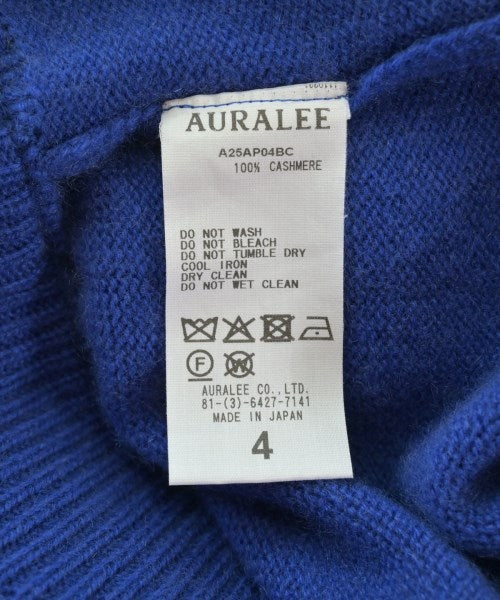 AURALEE
A25AP04BC
100% CASHMERE
DO NOT WASH
DO NOT BLEACH
DO NOT TUMBLE DRY
COOL IRON
DRY CLEAN
DO NOT WET CLEAN
F W
AURALEE CO.,LTD.
81-(3)-6427-7141
MADE IN JAPAN
4